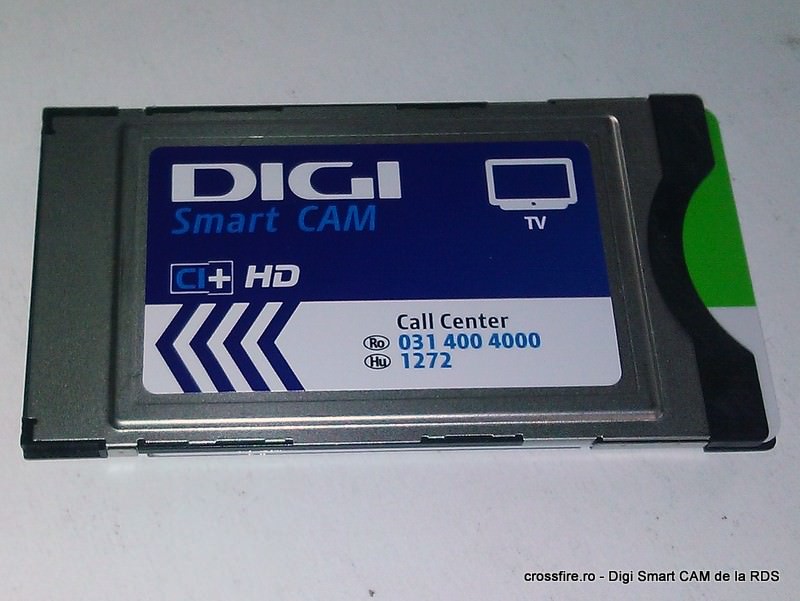 DIGI
Smart CAM
TV
CI+ HD
Call Center
Ro 031 400 4000
Hu 1272
crossfire.ro - Digi Smart CAM de la RDS